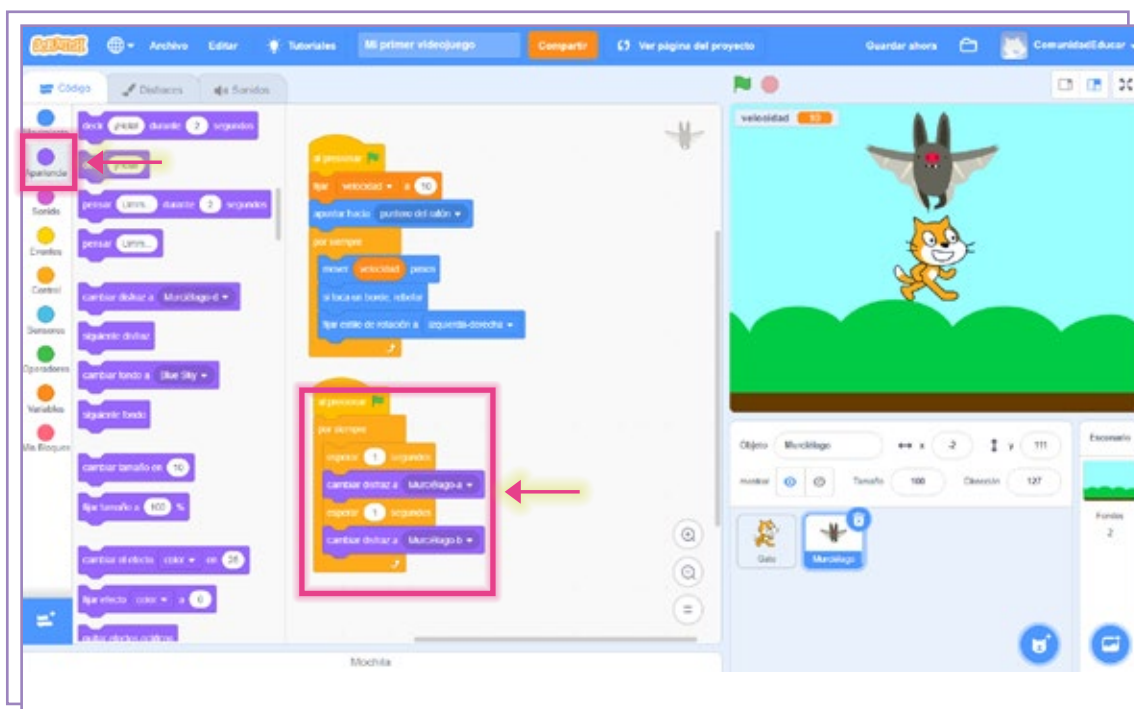 SCRATCH
Archivo
Editar
Tutoriales
Mi primer videojuego
Compartir
Ver página del proyecto
Guardar ahora
ComunidadEducar
Código
Disfraces
Sonidos
Movimiento
Apariencia
Sonido
Eventos
Control
Sensores
Operadores
Variables
Mis Bloques
decir ¡Hola! durante 2 segundos
decir ¡Hola!
pensar Umm... durante 2 segundos
pensar Umm...
cambiar disfraz a Murciélago-d
siguiente disfraz
cambiar fondo a Blue Sky
siguiente fondo
cambiar tamaño en 10
fijar tamaño a 100 %
cambiar el efecto color en 25
fijar efecto color a 0
quitar efectos gráficos
al presionar
fijar velocidad a 10
apuntar hacia puntero del ratón
por siempre
mover velocidad pasos
si toca un borde, rebotar
fijar estilo de rotación a izquierda-derecha
al presionar
por siempre
esperar 1 segundos
cambiar disfraz a Murciélago-a
esperar 1 segundos
cambiar disfraz a Murciélago-b
Mochila
velocidad 10
Objeto Murciélago x -2 y 111
mostrar Tamaño 100 Dirección 127
Gato
Murciélago
Escenario
Fondos
2